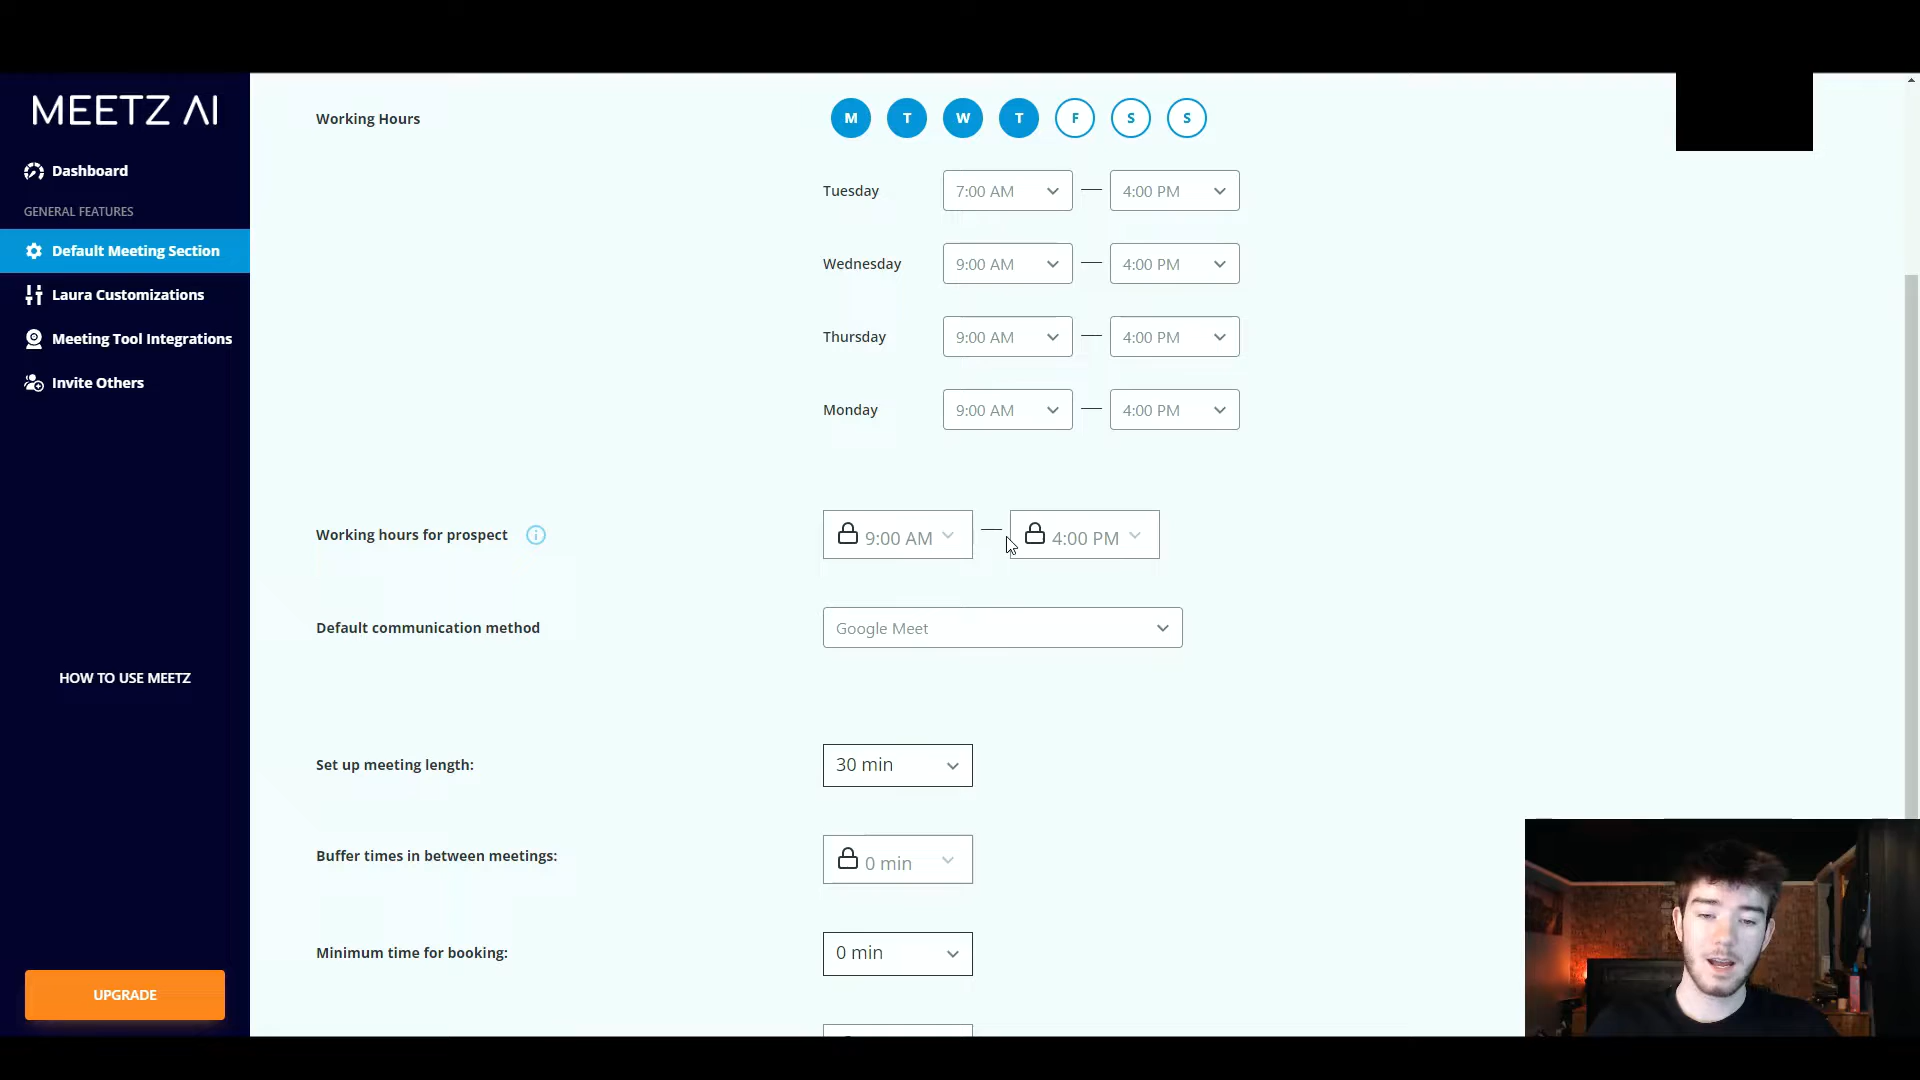 MEETZ AI
Dashboard
GENERAL FEATURES
Default Meeting Section
Laura Customizations
Meeting Tool Integrations
Invite Others
HOW TO USE MEETZ
UPGRADE
Working Hours
M T W T F S S
Tuesday 7:00 AM — 4:00 PM
Wednesday 9:00 AM — 4:00 PM
Thursday 9:00 AM — 4:00 PM
Monday 9:00 AM — 4:00 PM
Working hours for prospect i 9:00 AM — 4:00 PM
Default communication method Google Meet
Set up meeting length: 30 min
Buffer times in between meetings: 0 min
Minimum time for booking: 0 min